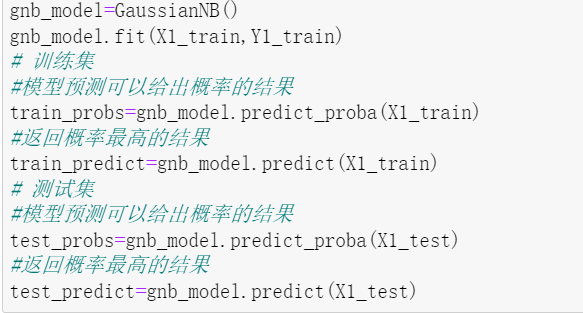 gnb_model=GaussianNB()
gnb_model.fit(X1_train,Y1_train)
# 训练集
#模型预测可以给出概率的结果
train_probs=gnb_model.predict_proba(X1_train)
#返回概率最高的结果
train_predict=gnb_model.predict(X1_train)
# 测试集
#模型预测可以给出概率的结果
test_probs=gnb_model.predict_proba(X1_test)
#返回概率最高的结果
test_predict=gnb_model.predict(X1_test)